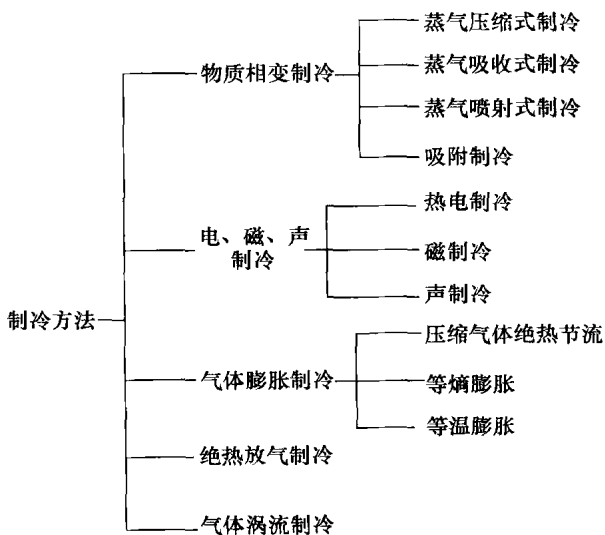 制冷方法
物质相变制冷
蒸气压缩式制冷
蒸气吸收式制冷
蒸气喷射式制冷
吸附制冷
电、磁、声
制冷
热电制冷
磁制冷
声制冷
气体膨胀制冷
压缩气体绝热节流
等熵膨胀
等温膨胀
绝热放气制冷
气体涡流制冷